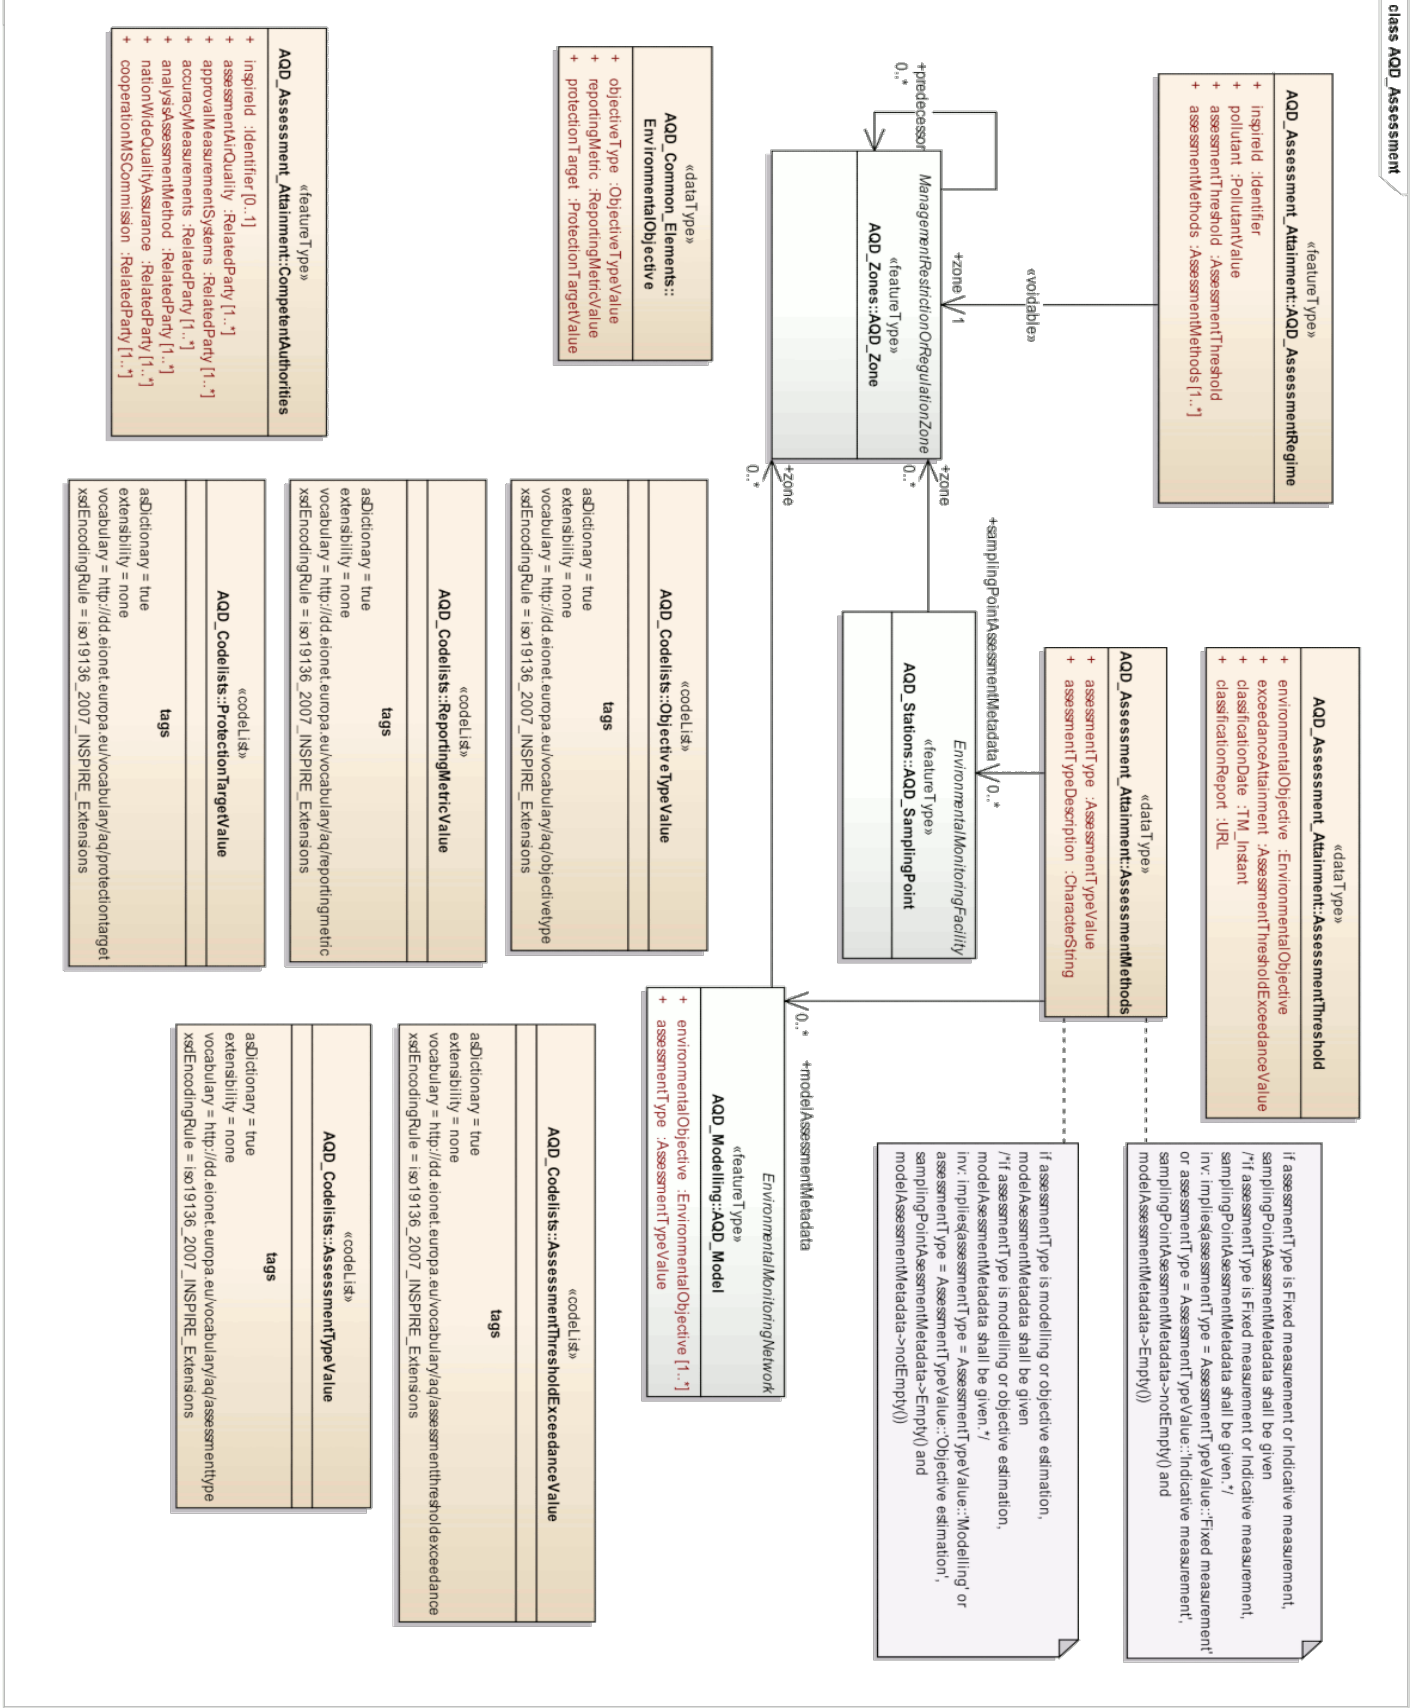 class AQD_Assessment
«featureType»
AQD_Assessment_Attainment::AQD_AssessmentRegime
+ inspireId :Identifier
+ pollutant :PollutantValue
+ assessmentThreshold :AssessmentThreshold
+ assessmentMethods :AssessmentMethods [1..*]
«dataType»
AQD_Assessment_Attainment::AssessmentThreshold
+ environmentalObjective :EnvironmentalObjective
+ exceedanceAttainment :AssessmentThresholdExceedanceValue
+ classificationDate :TM_Instant
+ classificationReport :URL
if assessmentType is Fixed measurement or Indicative measurement,
samplingPointAsessmentMetadata shall be given
/*if assessmentType is Fixed measurement or Indicative measurement,
samplingPointAsessmentMetadata shall be given.*/
inv: implies(assessmentType = AssessmentTypeValue::'Fixed measurement'
or assessmentType = AssessmentTypeValue::'Indicative measurement',
samplingPointAsessmentMetadata->notEmpty() and
modelAssessmentMetadata->Empty())
«voidable»
+zone
1
«dataType»
AQD_Assessment_Attainment::AssessmentMethods
+ assessmentType :AssessmentTypeValue
+ assessmentTypeDescription :CharacterString
if assessmentType is modelling or objective estimation,
modelAsessmentMetadata shall be given
/*if assessmentType is modelling or objective estimation,
modelAsessmentMetadata shall be given.*/
inv: implies(assessmentType = AssessmentTypeValue::'Modelling' or
assessmentType = AssessmentTypeValue::'Objective estimation',
samplingPointAsessmentMetadata->Empty() and
modelAssessmentMetadata->notEmpty())
+predecessor
0..*
ManagementRestrictionOrRegulationZone
«featureType»
AQD_Zones::AQD_Zone
+samplingPointAssessmentMetadata
0..*
+zone
0..*
EnvironmentalMonitoringFacility
«featureType»
AQD_Stations::AQD_SamplingPoint
+zone
0..*
0..*
+modelAssessmentMetadata
EnvironmentalMonitoringNetwork
«featureType»
AQD_Modelling::AQD_Model
+ environmentalObjective :EnvironmentalObjective [1..*]
+ assessmentType :AssessmentTypeValue
«dataType»
AQD_Common_Elements::
EnvironmentalObjective
+ objectiveType :ObjectiveTypeValue
+ reportingMetric :ReportingMetricValue
+ protectionTarget :ProtectionTargetValue
«codeList»
AQD_Codelists::ObjectiveTypeValue
tags
asDictionary = true
extensibility = none
vocabulary = http://dd.eionet.europa.eu/vocabulary/aq/objectivetype
xsdEncodingRule = iso19136_2007_INSPIRE_Extensions
«codeList»
AQD_Codelists::AssessmentThresholdExceedanceValue
tags
asDictionary = true
extensibility = none
vocabulary = http://dd.eionet.europa.eu/vocabulary/aq/assessmentthresholdexceedance
xsdEncodingRule = iso19136_2007_INSPIRE_Extensions
«codeList»
AQD_Codelists::ReportingMetricValue
tags
asDictionary = true
extensibility = none
vocabulary = http://dd.eionet.europa.eu/vocabulary/aq/reportingmetric
xsdEncodingRule = iso19136_2007_INSPIRE_Extensions
«codeList»
AQD_Codelists::AssessmentTypeValue
tags
asDictionary = true
extensibility = none
vocabulary = http://dd.eionet.europa.eu/vocabulary/aq/assessmenttype
xsdEncodingRule = iso19136_2007_INSPIRE_Extensions
«featureType»
AQD_Assessment_Attainment::CompetentAuthorities
+ inspireId :Identifier [0..1]
+ assessmentAirQuality :RelatedParty [1..*]
+ approvalMeasurementSystems :RelatedParty [1..*]
+ accuracyMeasurements :RelatedParty [1..*]
+ analysisAssessmentMethod :RelatedParty [1..*]
+ nationWideQualityAssurance :RelatedParty [1..*]
+ cooperationMSCommission :RelatedParty [1..*]
«codeList»
AQD_Codelists::ProtectionTargetValue
tags
asDictionary = true
extensibility = none
vocabulary = http://dd.eionet.europa.eu/vocabulary/aq/protectiontarget
xsdEncodingRule = iso19136_2007_INSPIRE_Extensions